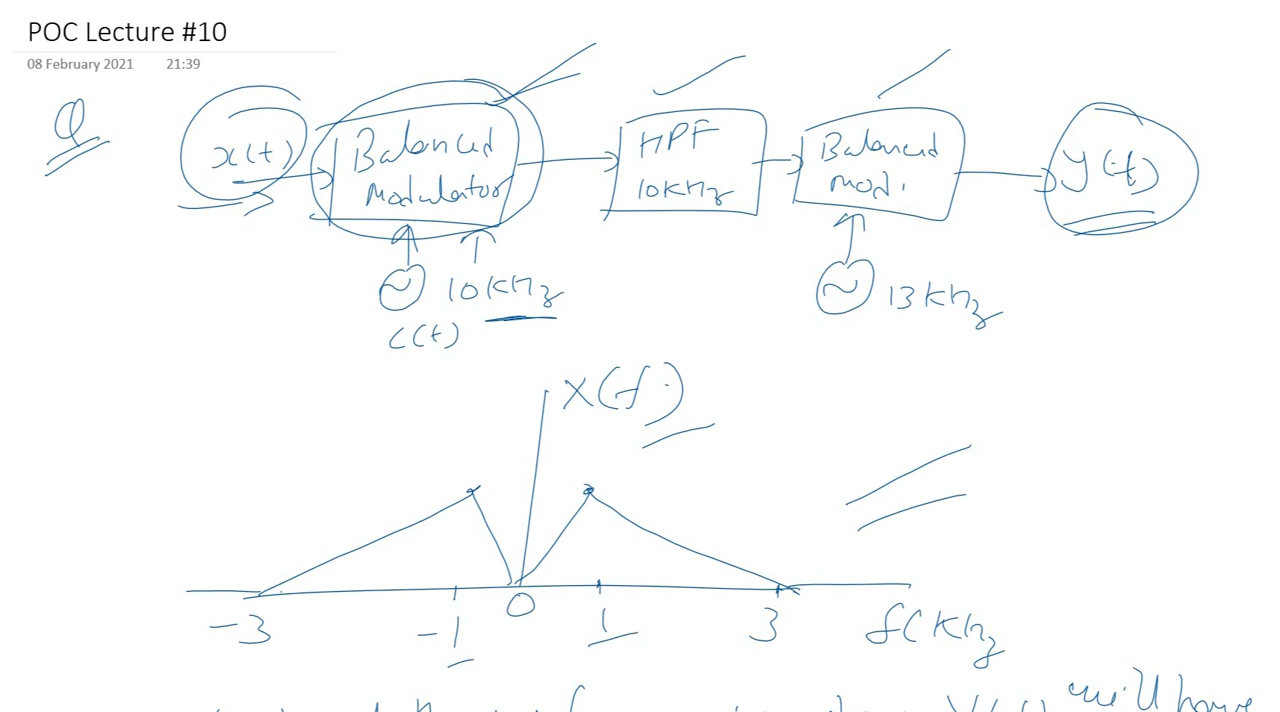 POC Lecture #10
08 February 2021 21:39
Q
x(t) Balanced Modulator HPF 10KHz Balanced mod. y(t)
10KHz 13KHz
c(t)
X(f)
-3 -1 0 1 3 f(KHz
Y(f) will have